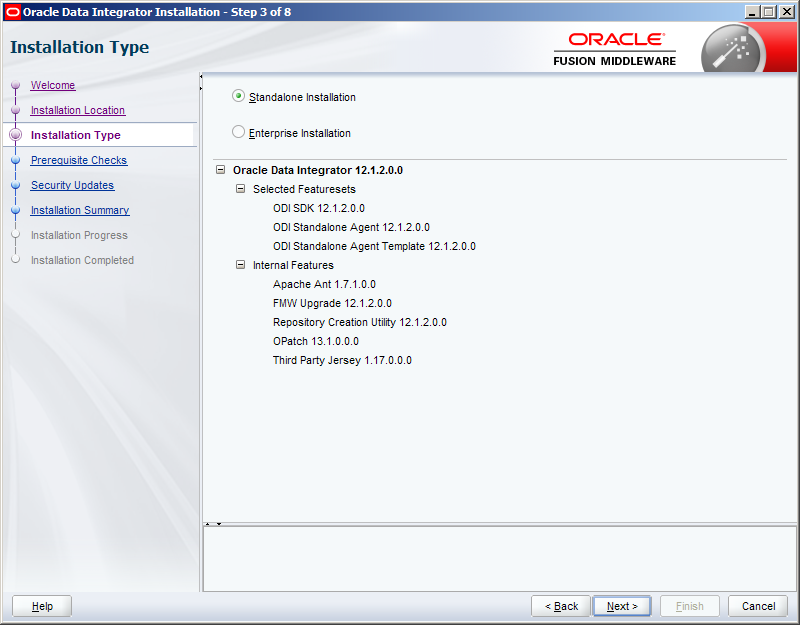 Oracle Data Integrator Installation - Step 3 of 8
Installation Type
ORACLE
FUSION MIDDLEWARE
Welcome
Installation Location
Installation Type
Prerequisite Checks
Security Updates
Installation Summary
Installation Progress
Installation Completed
Standalone Installation
Enterprise Installation
Oracle Data Integrator 12.1.2.0.0
Selected Featuresets
ODI SDK 12.1.2.0.0
ODI Standalone Agent 12.1.2.0.0
ODI Standalone Agent Template 12.1.2.0.0
Internal Features
Apache Ant 1.7.1.0.0
FMW Upgrade 12.1.2.0.0
Repository Creation Utility 12.1.2.0.0
OPatch 13.1.0.0.0
Third Party Jersey 1.17.0.0.0
Help
< Back
Next >
Finish
Cancel